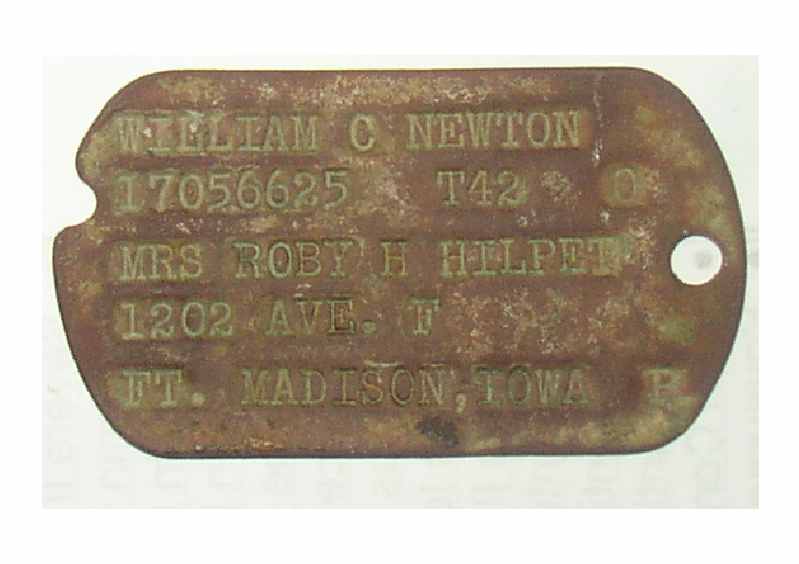 WILLIAM C NEWTON
17056625 T42 O
MRS ROBY H HILPET
1202 AVE. F
FT. MADISON, IOWA P